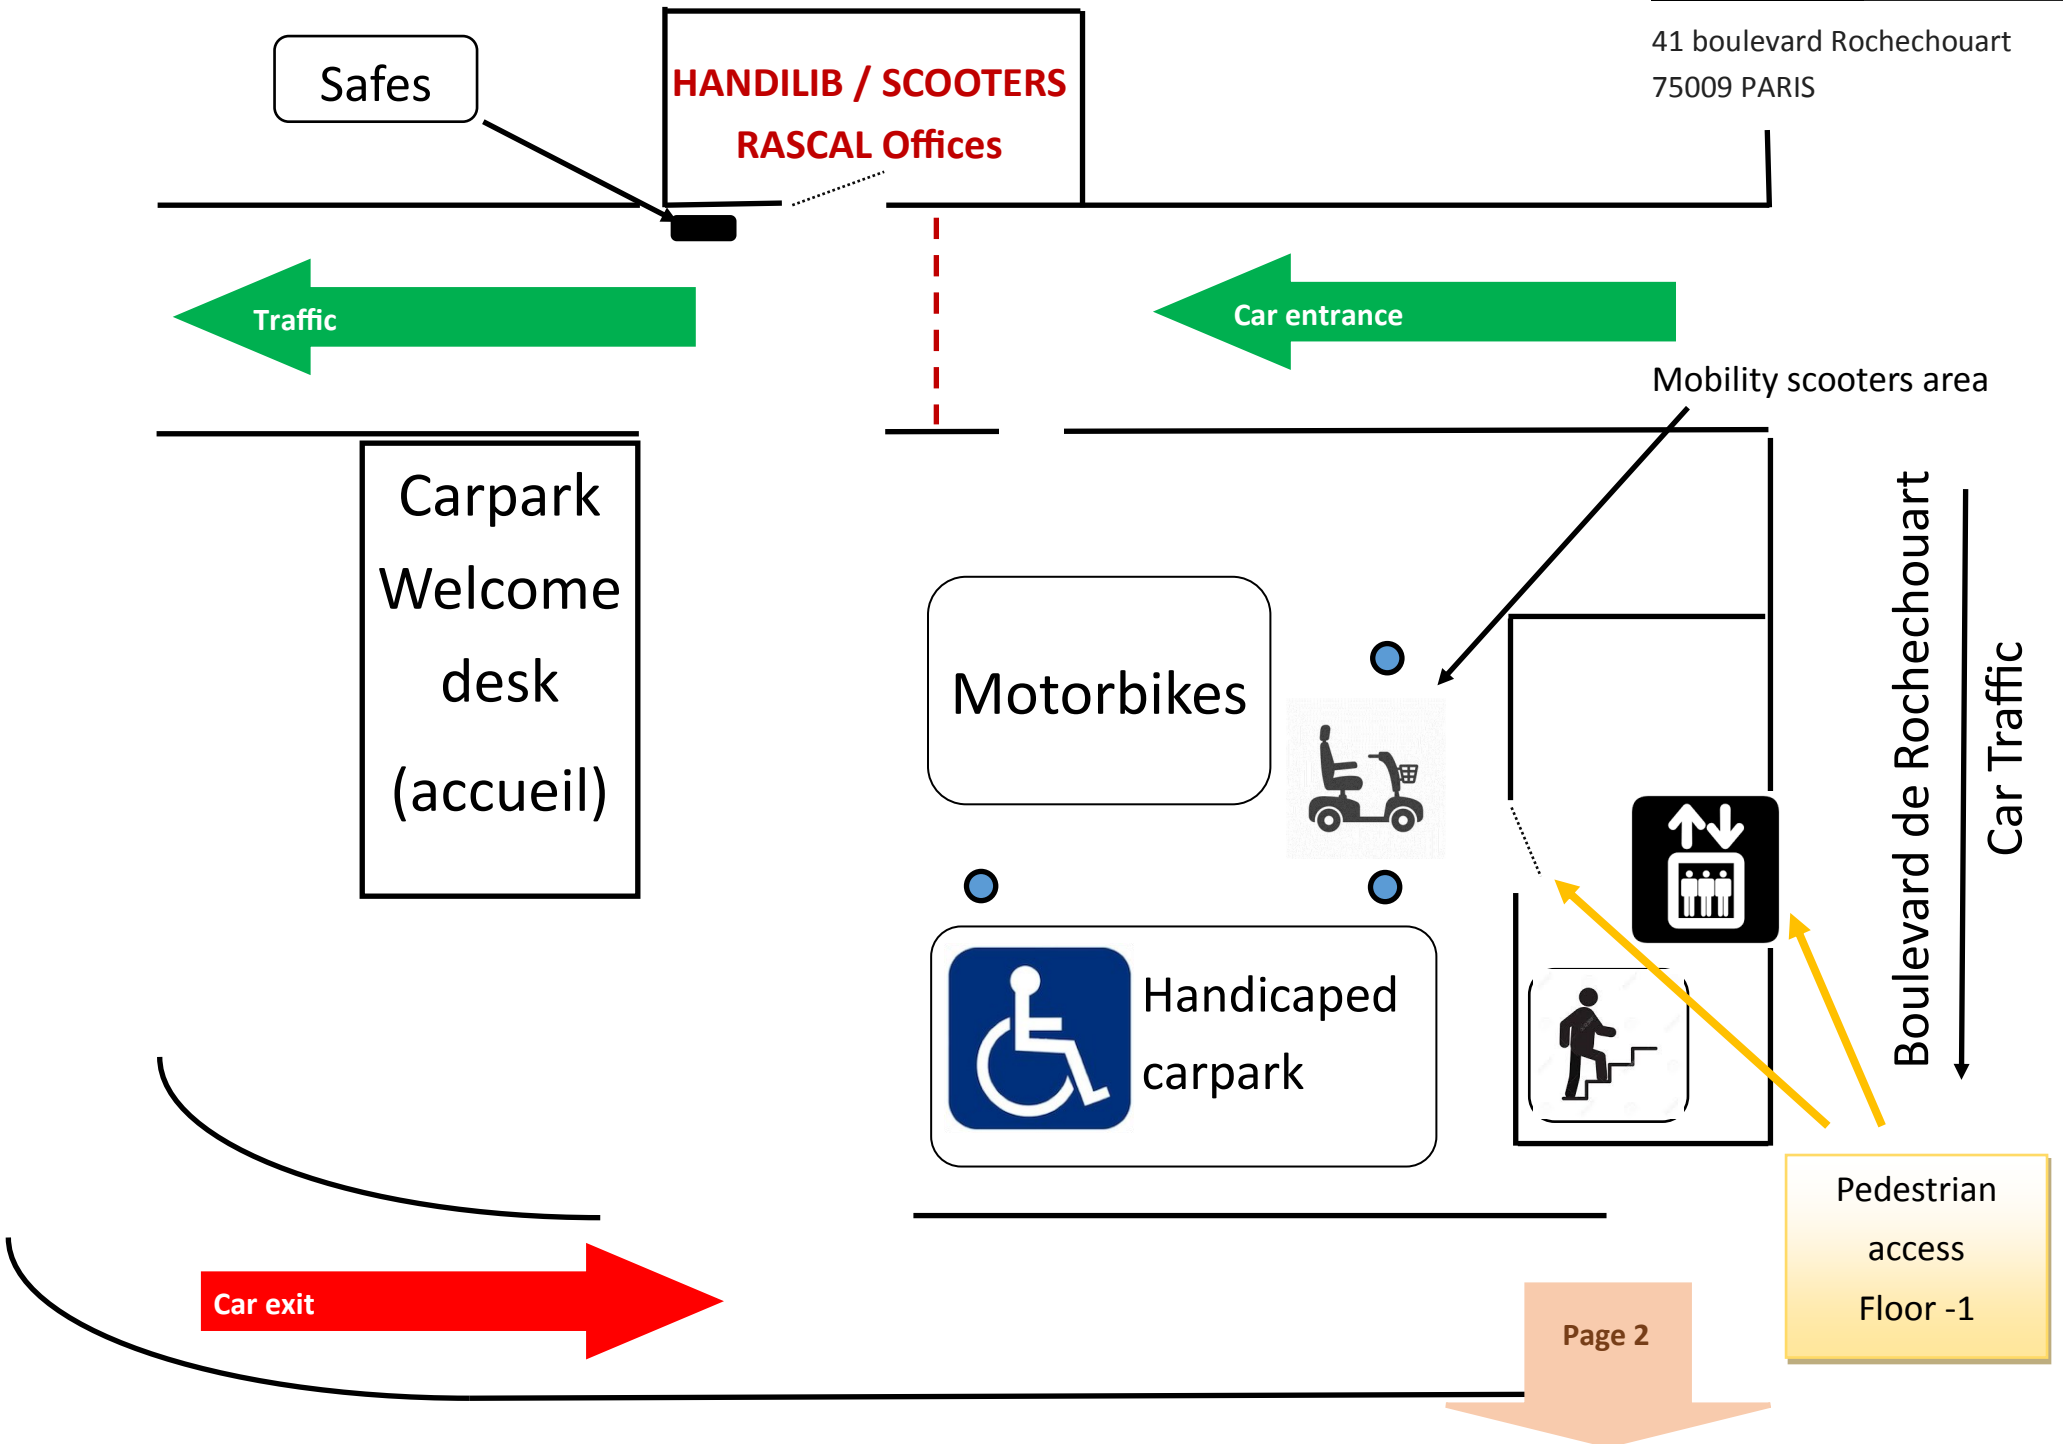 41 boulevard Rochechouart
75009 PARIS
Safes
HANDILIB / SCOOTERS
RASCAL Offices
Traffic
Car entrance
Mobility scooters area
Carpark
Welcome
desk
(accueil)
Motorbikes
Boulevard de Rochechouart
Car Traffic
Handicaped
carpark
Pedestrian
access
Floor -1
Car exit
Page 2